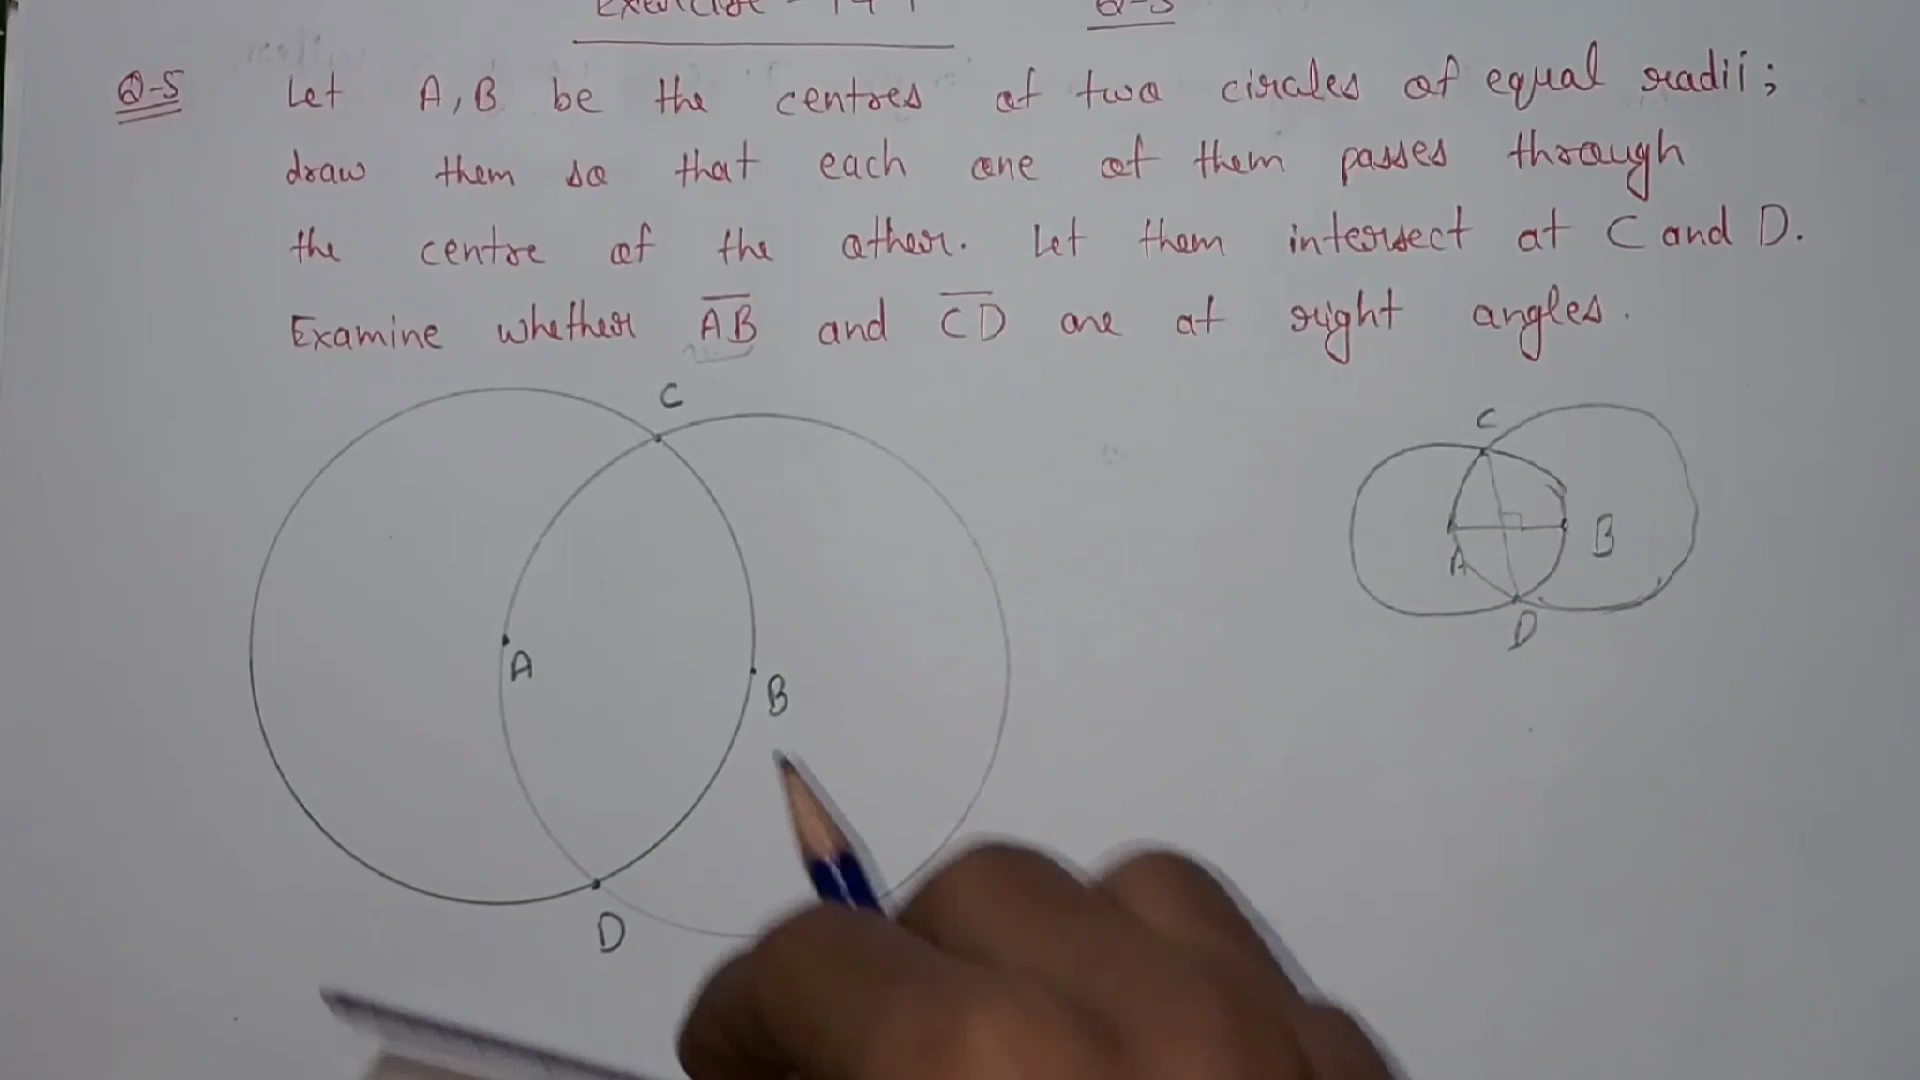 Q-5
Q-5 Let A, B be the centres of two circles of equal radii;
draw them so that each one of them passes through
the centre of the other. Let them intersect at C and D.
Examine whether AB and CD are at right angles.
C
A
B
D
C
A
B
D